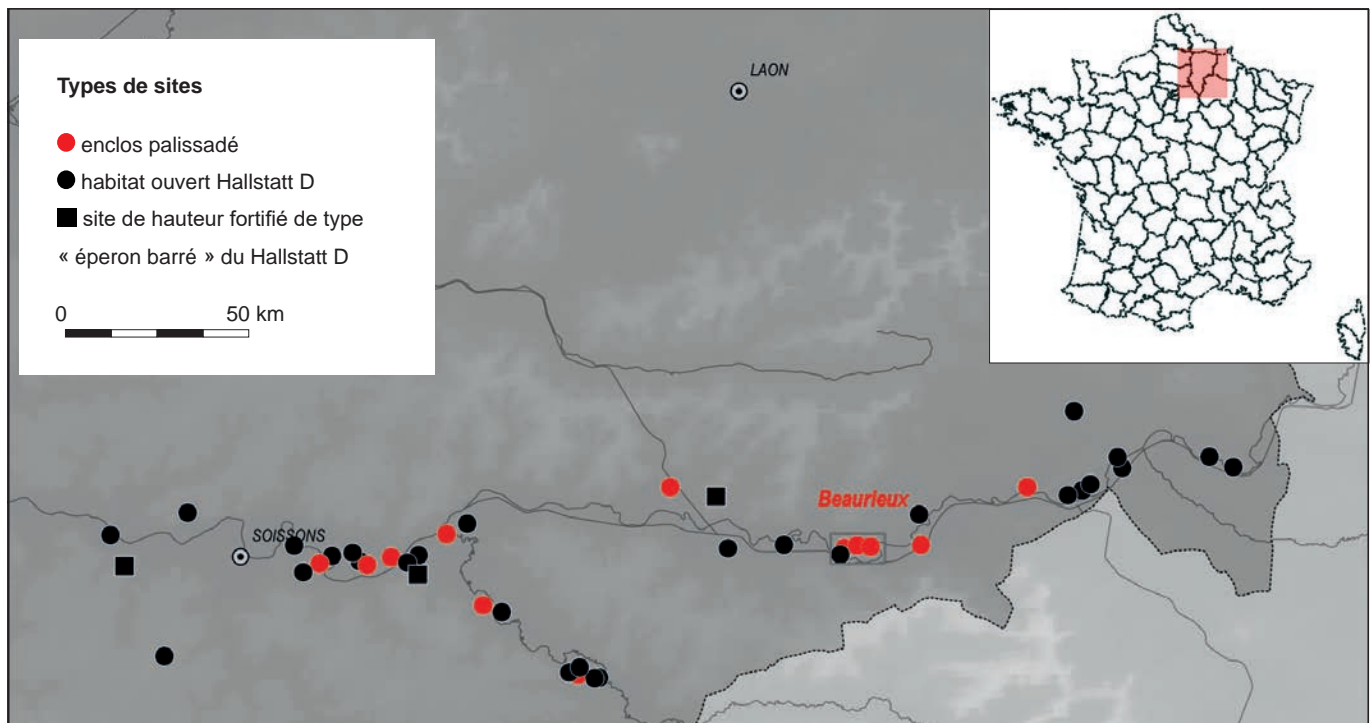 Types de sites
enclos palissadé
habitat ouvert Hallstatt D
site de hauteur fortifié de type
« éperon barré » du Hallstatt D
0 50 km
LAON
Beaurieux
SOISSONS